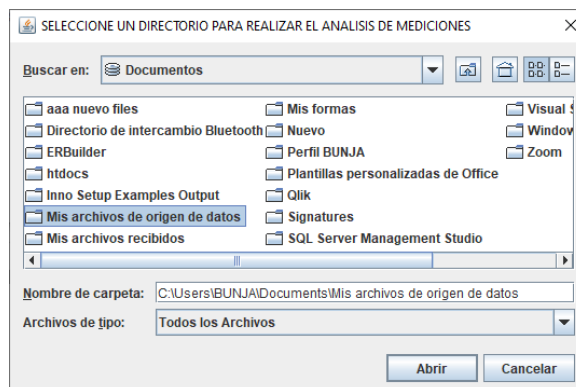 SELECCIONE UN DIRECTORIO PARA REALIZAR EL ANALISIS DE MEDICIONES
Buscar en: Documentos
aaa nuevo files
Directorio de intercambio Bluetooth
ERBuilder
htdocs
Inno Setup Examples Output
Mis archivos de origen de datos
Mis archivos recibidos
Mis formas
Nuevo
Perfil BUNJA
Plantillas personalizadas de Office
Qlik
Signatures
SQL Server Management Studio
Visual
Window
Zoom
Nombre de carpeta: C:\Users\BUNJA\Documents\Mis archivos de origen de datos
Archivos de tipo: Todos los Archivos
Abrir Cancelar